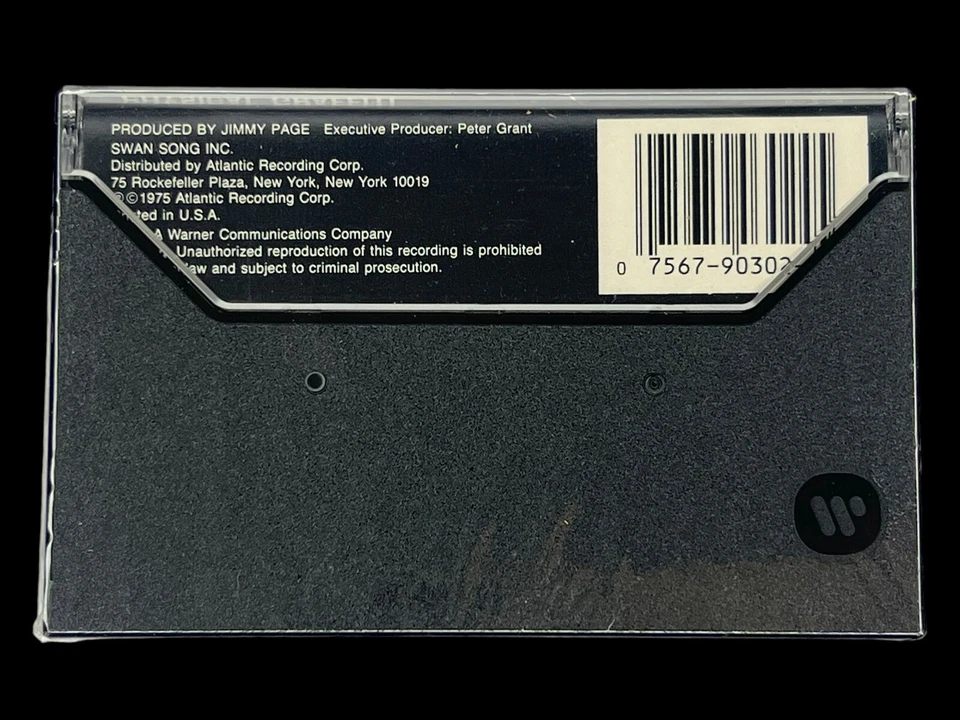 PRODUCED BY JIMMY PAGE Executive Producer: Peter Grant
SWAN SONG INC.
Distributed by Atlantic Recording Corp.
75 Rockefeller Plaza, New York, New York 10019
℗©1975 Atlantic Recording Corp.
in U.S.A.
A Warner Communications Company
Unauthorized reproduction of this recording is prohibited
law and subject to criminal prosecution.
0 7567-90302-